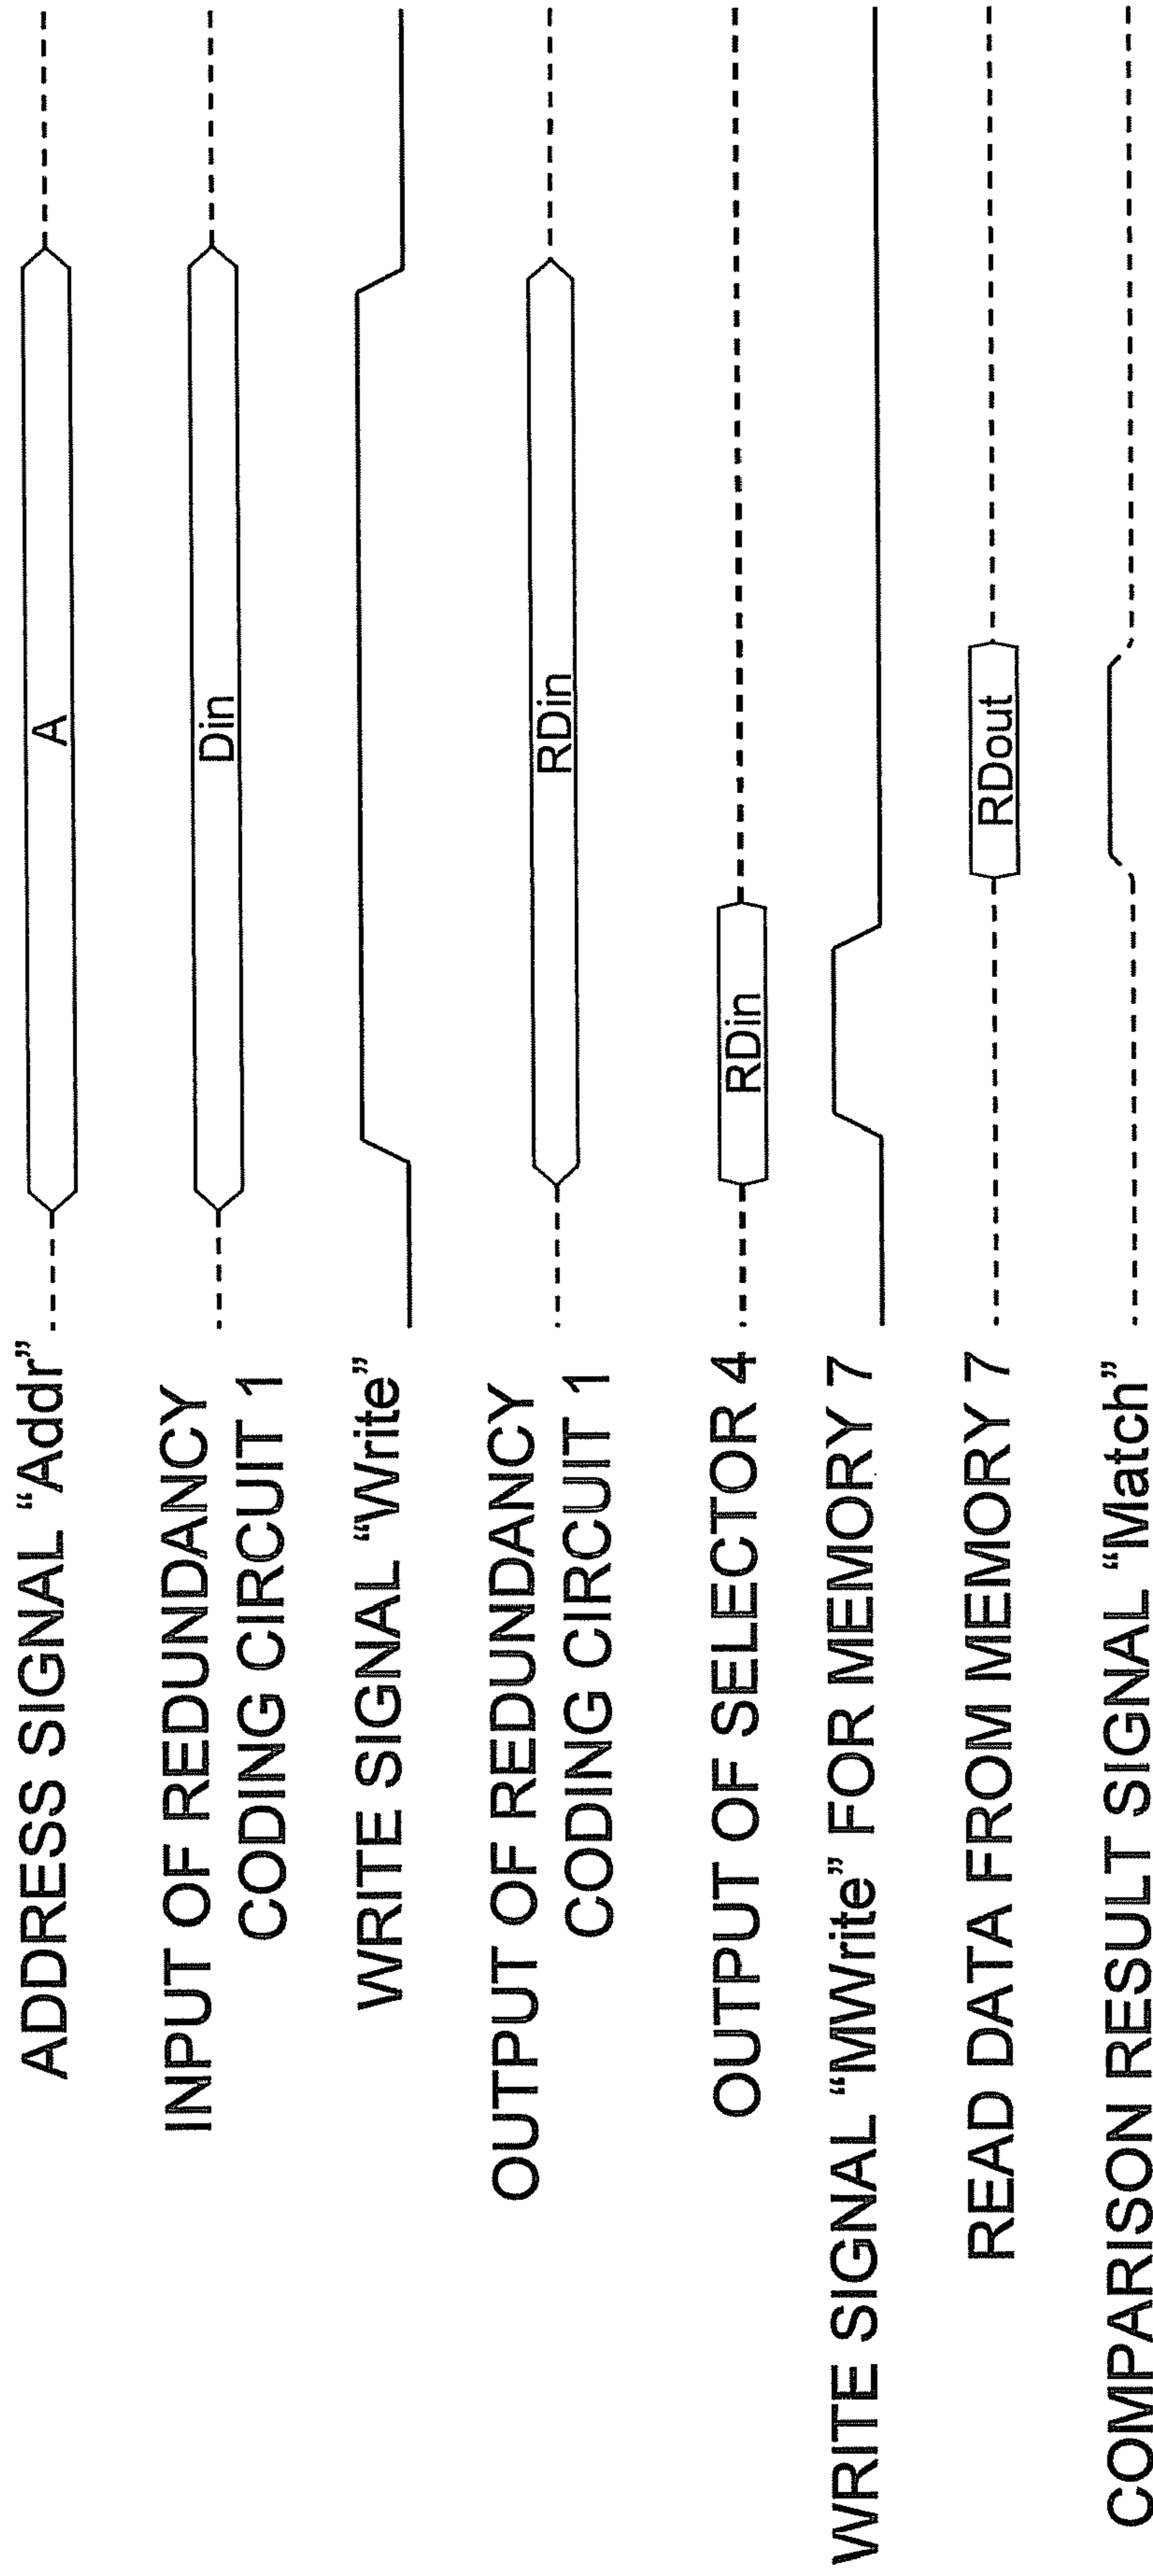 ADDRESS SIGNAL “Addr”
A
INPUT OF REDUNDANCY
CODING CIRCUIT 1
Din
WRITE SIGNAL “Write”
OUTPUT OF REDUNDANCY
CODING CIRCUIT 1
RDin
OUTPUT OF SELECTOR 4
RDin
WRITE SIGNAL “MWrite” FOR MEMORY 7
READ DATA FROM MEMORY 7
RDout
COMPARISON RESULT SIGNAL “Match”